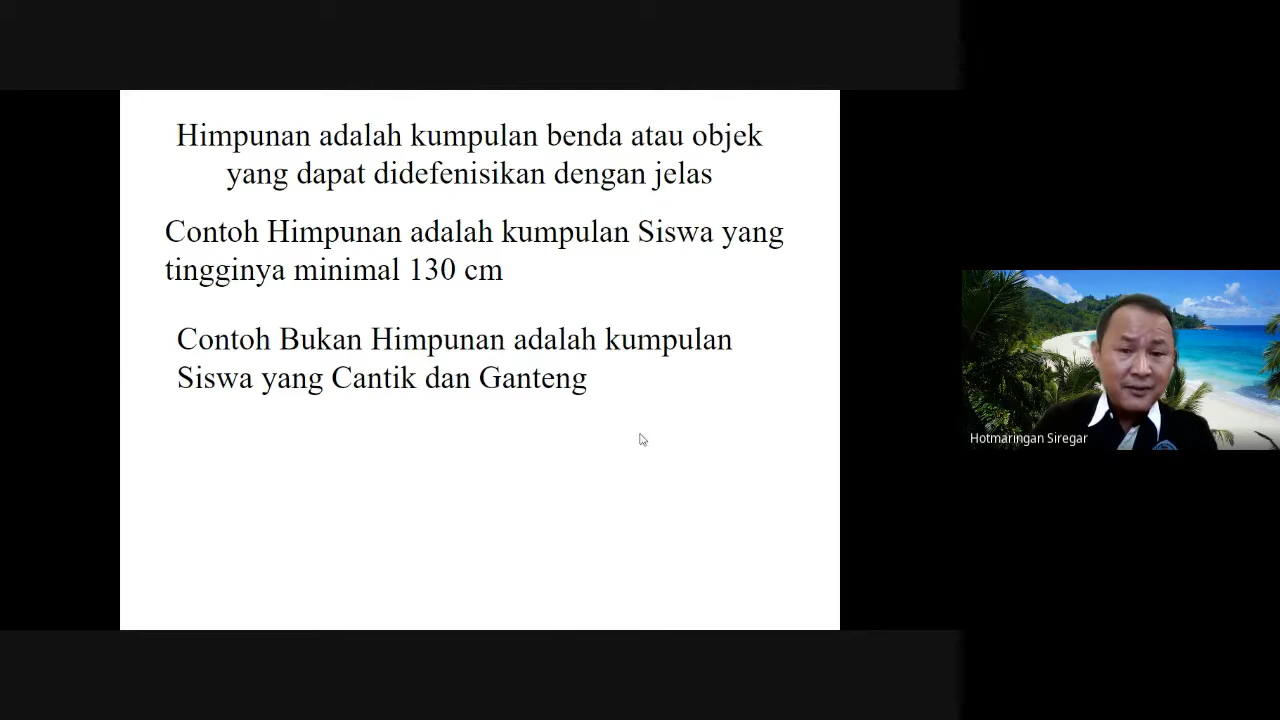 Himpunan adalah kumpulan benda atau objek
yang dapat didefenisikan dengan jelas
Contoh Himpunan adalah kumpulan Siswa yang
tingginya minimal 130 cm
Contoh Bukan Himpunan adalah kumpulan
Siswa yang Cantik dan Ganteng
Hotmaringan Siregar